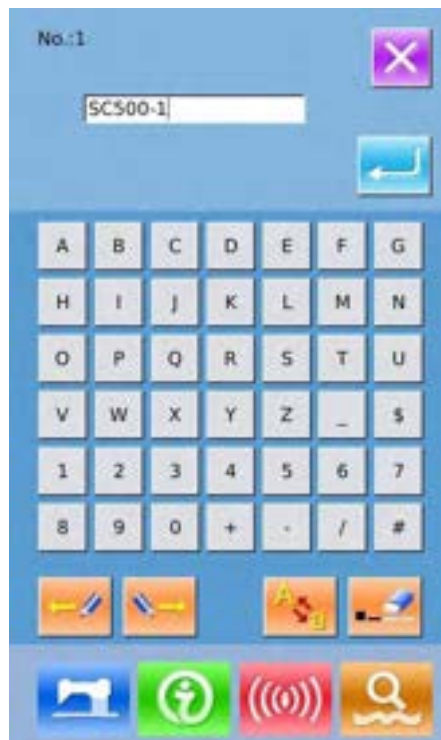 No.:1
SC500-1
A B C D E F G
H I J K L M N
O P Q R S T U
V W X Y Z _ $
1 2 3 4 5 6 7
8 9 0 + - / #
A a